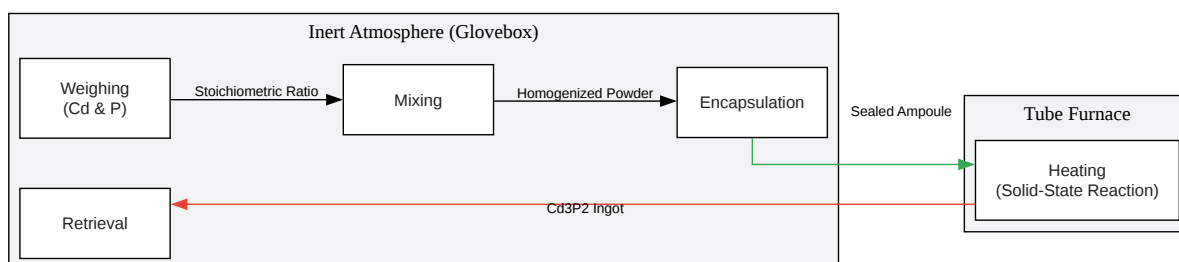 Inert Atmosphere (Glovebox)
Weighing
(Cd & P)
Stoichiometric Ratio
Mixing
Homogenized Powder
Encapsulation
Sealed Ampoule
Tube Furnace
Heating
(Solid-State Reaction)
Cd3P2 Ingot
Retrieval